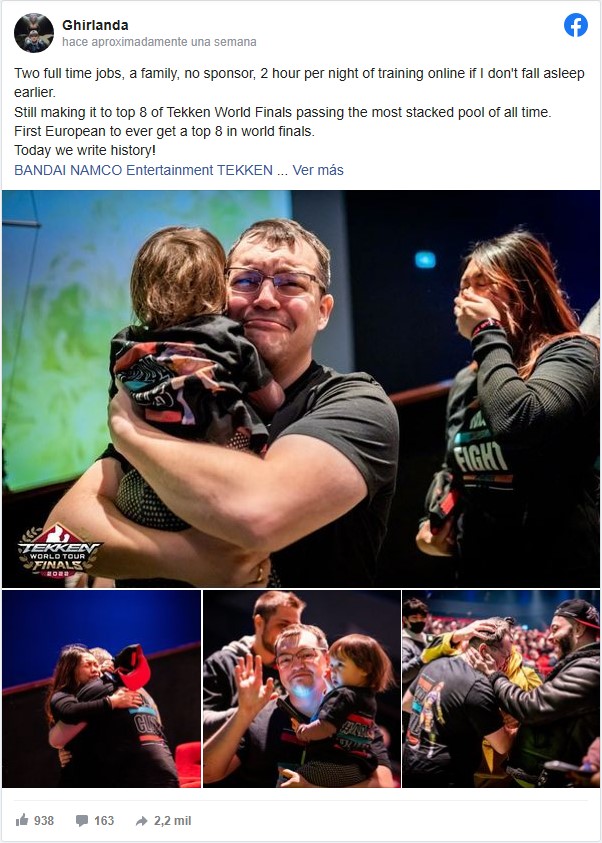 Ghirlanda
hace aproximadamente una semana
Two full time jobs, a family, no sponsor, 2 hour per night of training online if I don't fall asleep
earlier.
Still making it to top 8 of Tekken World Finals passing the most stacked pool of all time.
First European to ever get a top 8 in world finals.
Today we write history!
BANDAI NAMCO Entertainment TEKKEN ... Ver más
FIGHT
TEKKEN
WORLD TOUR
FINALS
2022
938
163
2,2 mil